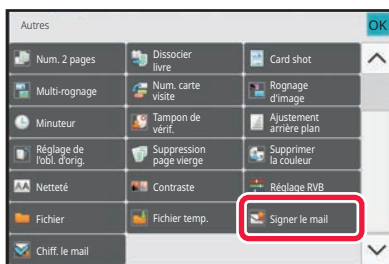 Autres
OK
Num. 2 pages
Dissocier
livre
Card shot
Multi-rognage
Num. carte
visite
Rognage
d'image
Minuteur
Tampon de
vérif.
Ajustement
arrière plan
Réglage de
l'obl. d'orig.
Suppression
page vierge
Supprimer
la couleur
AA
Netteté
Contraste
Réglage RVB
Fichier
Fichier temp.
Signer le mail
Chiff. le mail